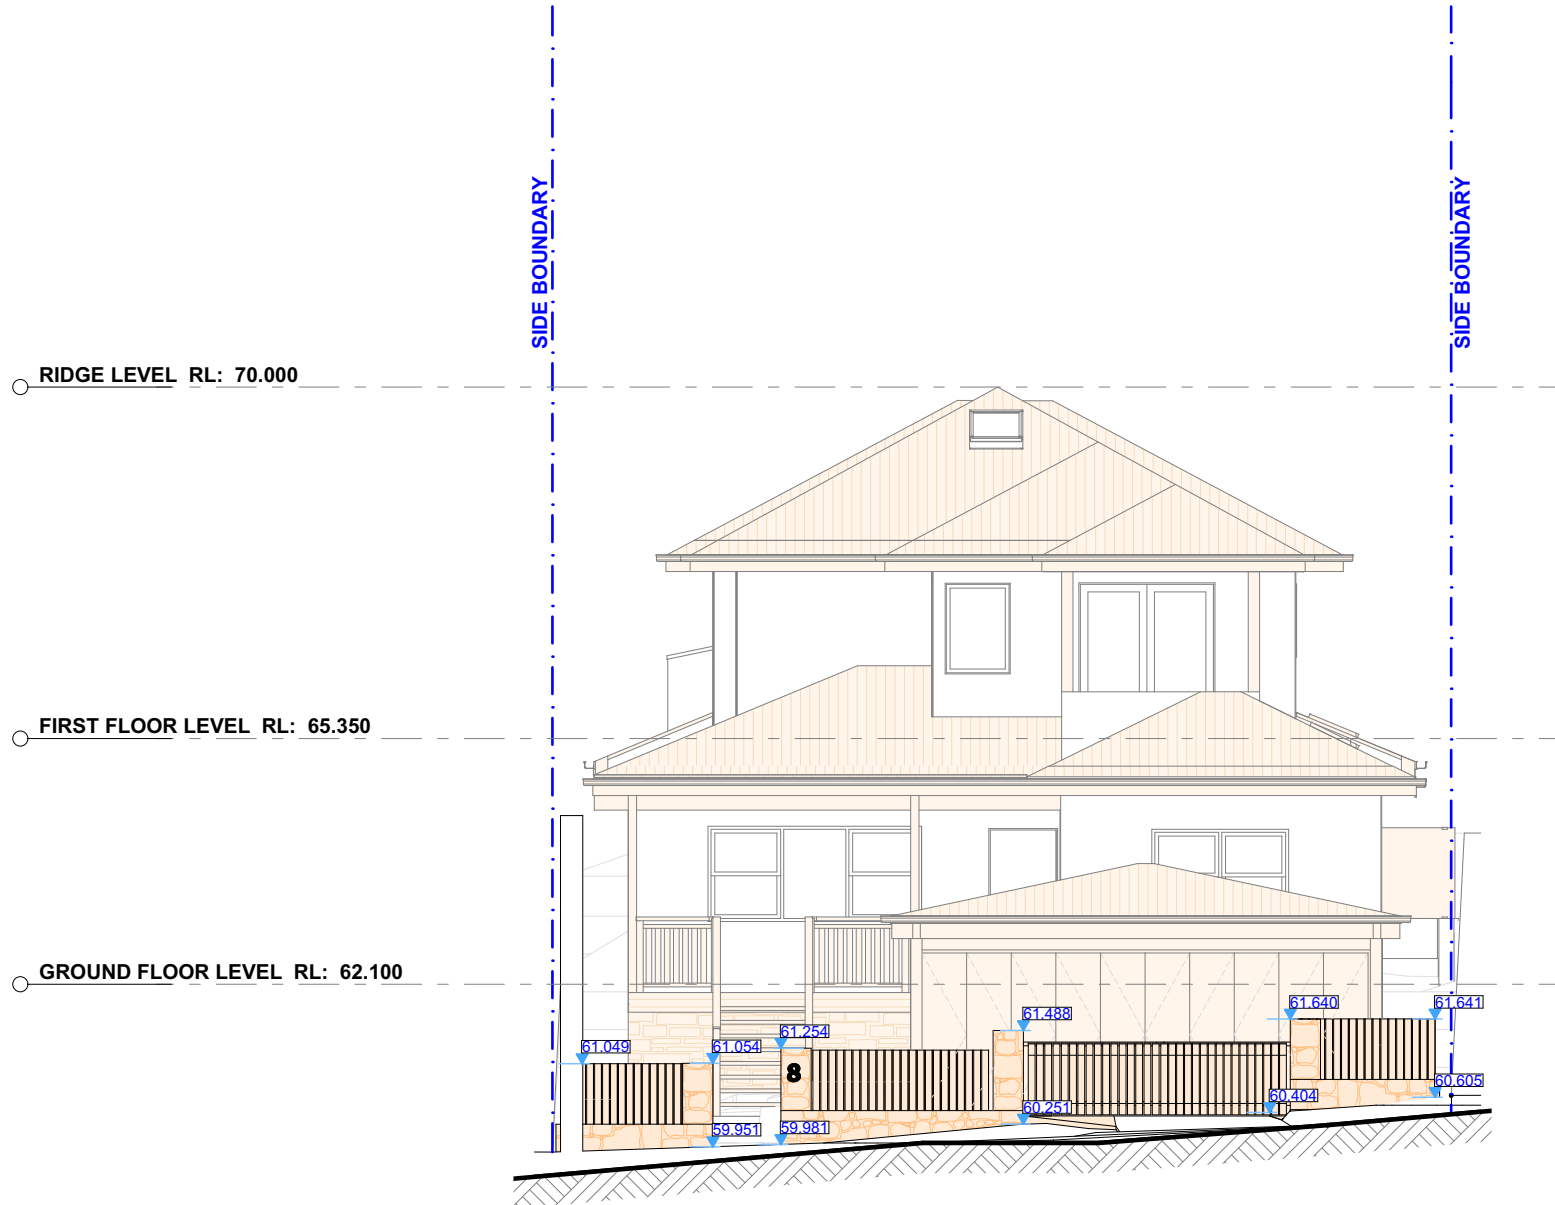 SIDE BOUNDARY
SIDE BOUNDARY
RIDGE LEVEL RL: 70.000
FIRST FLOOR LEVEL RL: 65.350
GROUND FLOOR LEVEL RL: 62.100
61.640
61.641
61.488
61.254
61.049
61.054
8
60.605
60.404
60.251
59.951
59.981